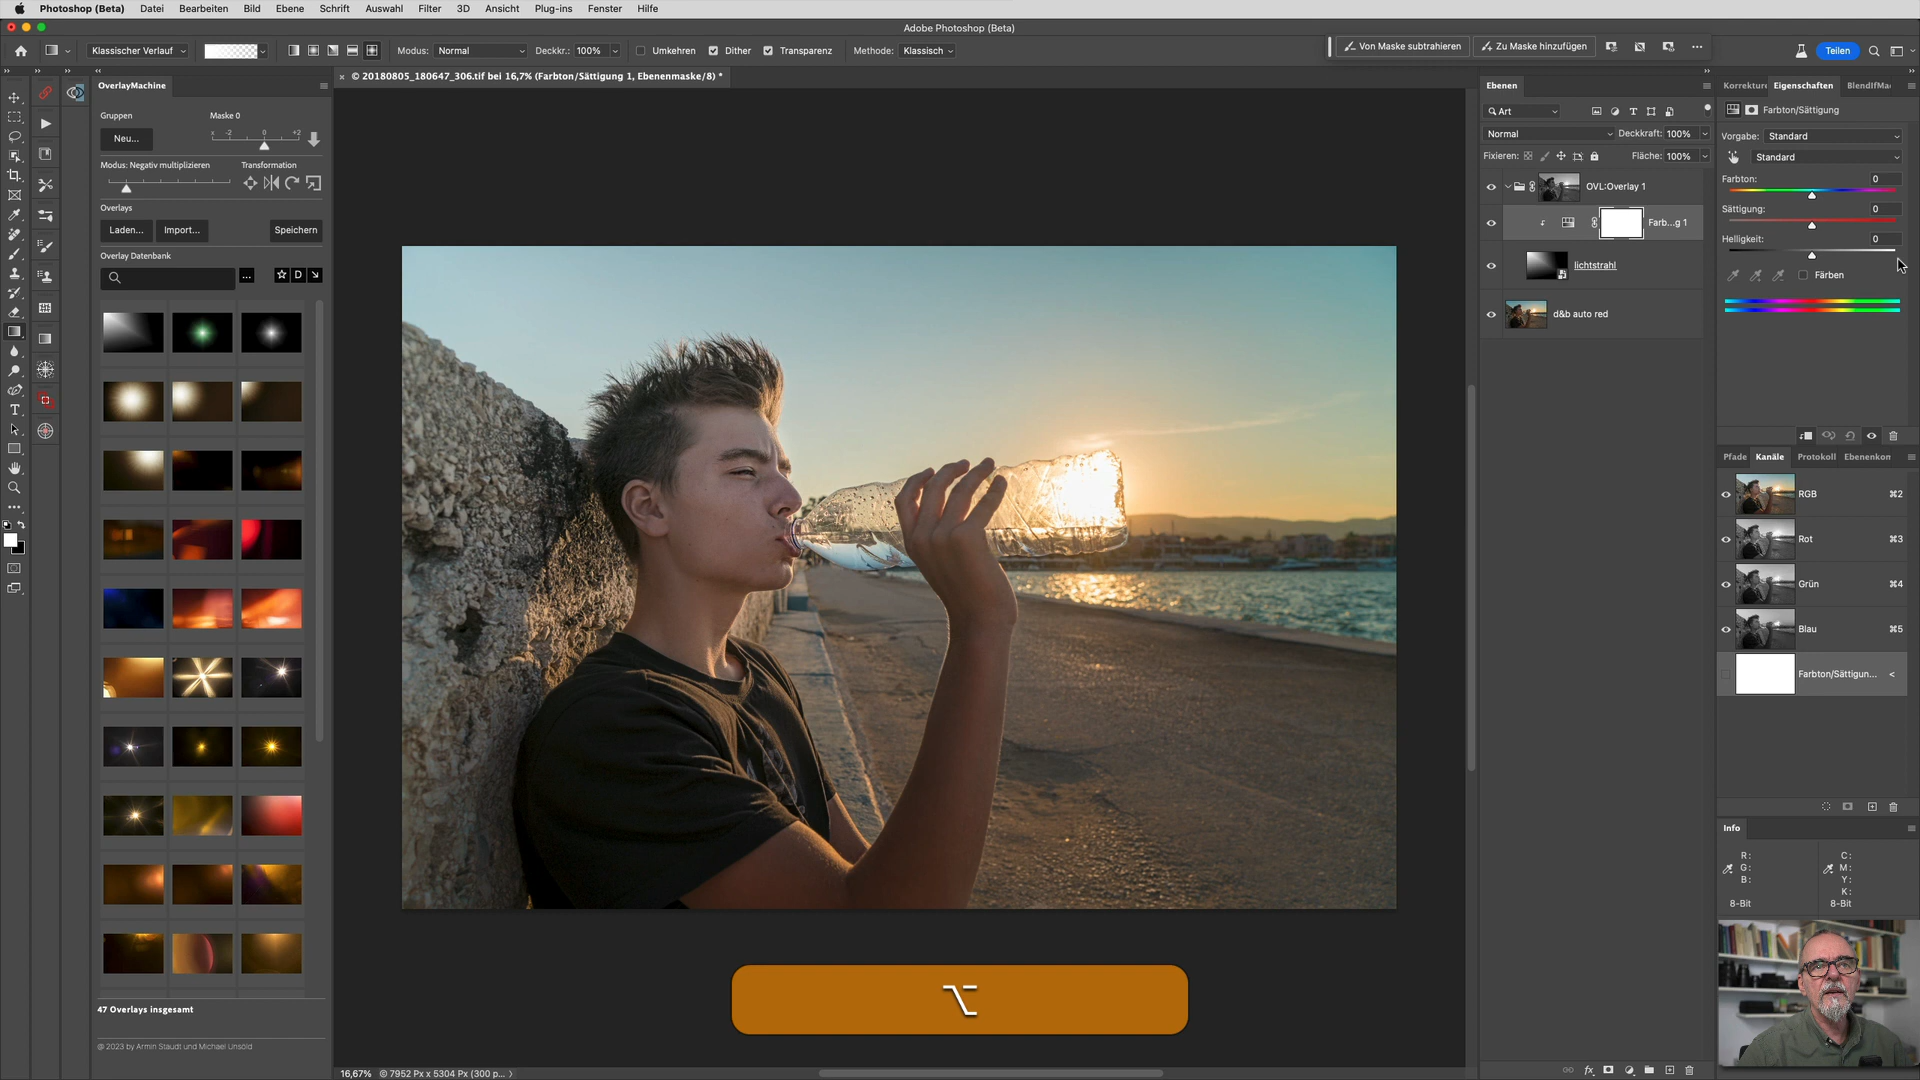 Photoshop (Beta) Datei Bearbeiten Bild Ebene Schrift Auswahl Filter 3D Ansicht Plug-ins Fenster Hilfe
Adobe Photoshop (Beta)
Klassischer Verlauf Modus: Normal Deckkr.: 100% Umkehren Dither Transparenz Methode: Klassisch Von Maske subtrahieren Zu Maske hinzufügen Teilen
OverlayMachine
© 20180805_180647_306.tif bei 16,7% (Farbton/Sättigung 1, Ebenenmaske/8) *
Gruppen Maske 0
Neu... x -2 0 +2
Modus: Negativ multiplizieren Transformation
Overlays
Laden... Import... Speichern
Overlay Datenbank
... D
47 Overlays insgesamt
@ 2023 by Armin Staudt und Michael Unsöld
⌥
16,67% © 7952 Px x 5304 Px (300 p...
Ebenen
Art
Normal Deckkraft: 100%
Fixieren: Fläche: 100%
OVL:Overlay 1
Farb...g 1
lichtstrahl
d&b auto red
fx
Korrekture Eigenschaften BlendIfMa
Farbton/Sättigung
Vorgabe: Standard
Standard
Farbton: 0
Sättigung: 0
Helligkeit: 0
Färben
Pfade Kanäle Protokoll Ebenenkon
RGB ⌘2
Rot ⌘3
Grün ⌘4
Blau ⌘5
Farbton/Sättigun... <
Info
R: C:
G: M:
B: Y:
K:
8-Bit 8-Bit